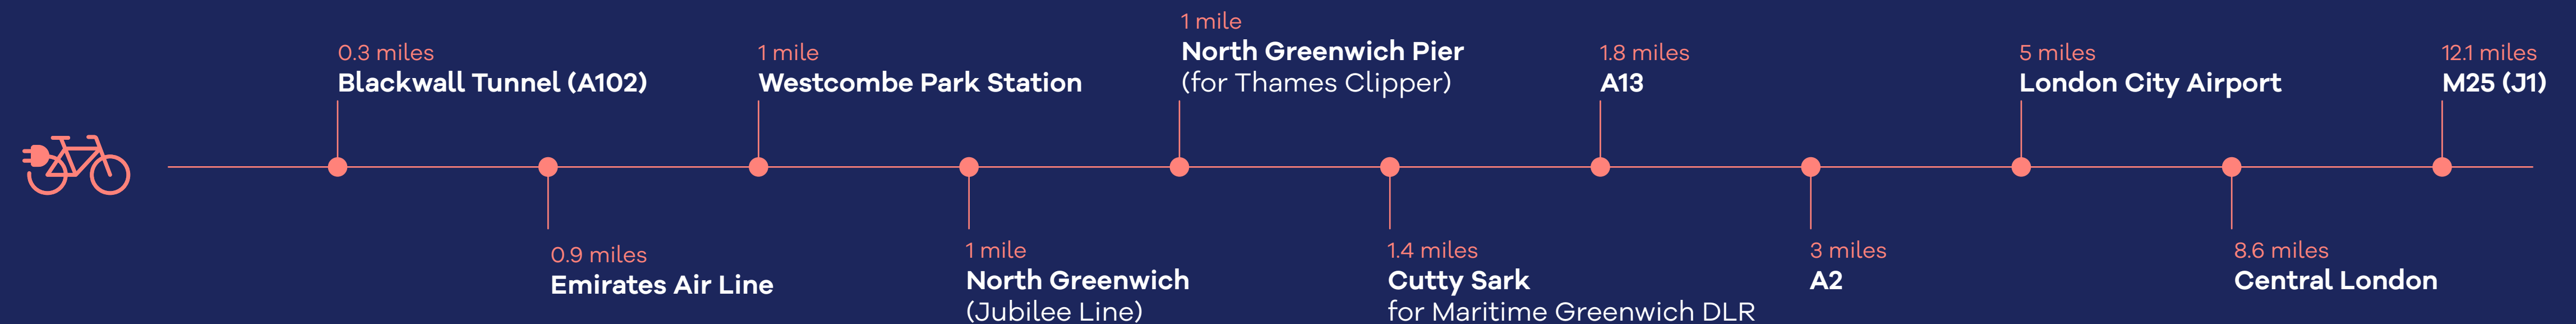 0.3 miles
Blackwall Tunnel (A102)
0.9 miles
Emirates Air Line
1 mile
Westcombe Park Station
1 mile
North Greenwich
(Jubilee Line)
1 mile
North Greenwich Pier
(for Thames Clipper)
1.4 miles
Cutty Sark
for Maritime Greenwich DLR
1.8 miles
A13
3 miles
A2
5 miles
London City Airport
8.6 miles
Central London
12.1 miles
M25 (J1)